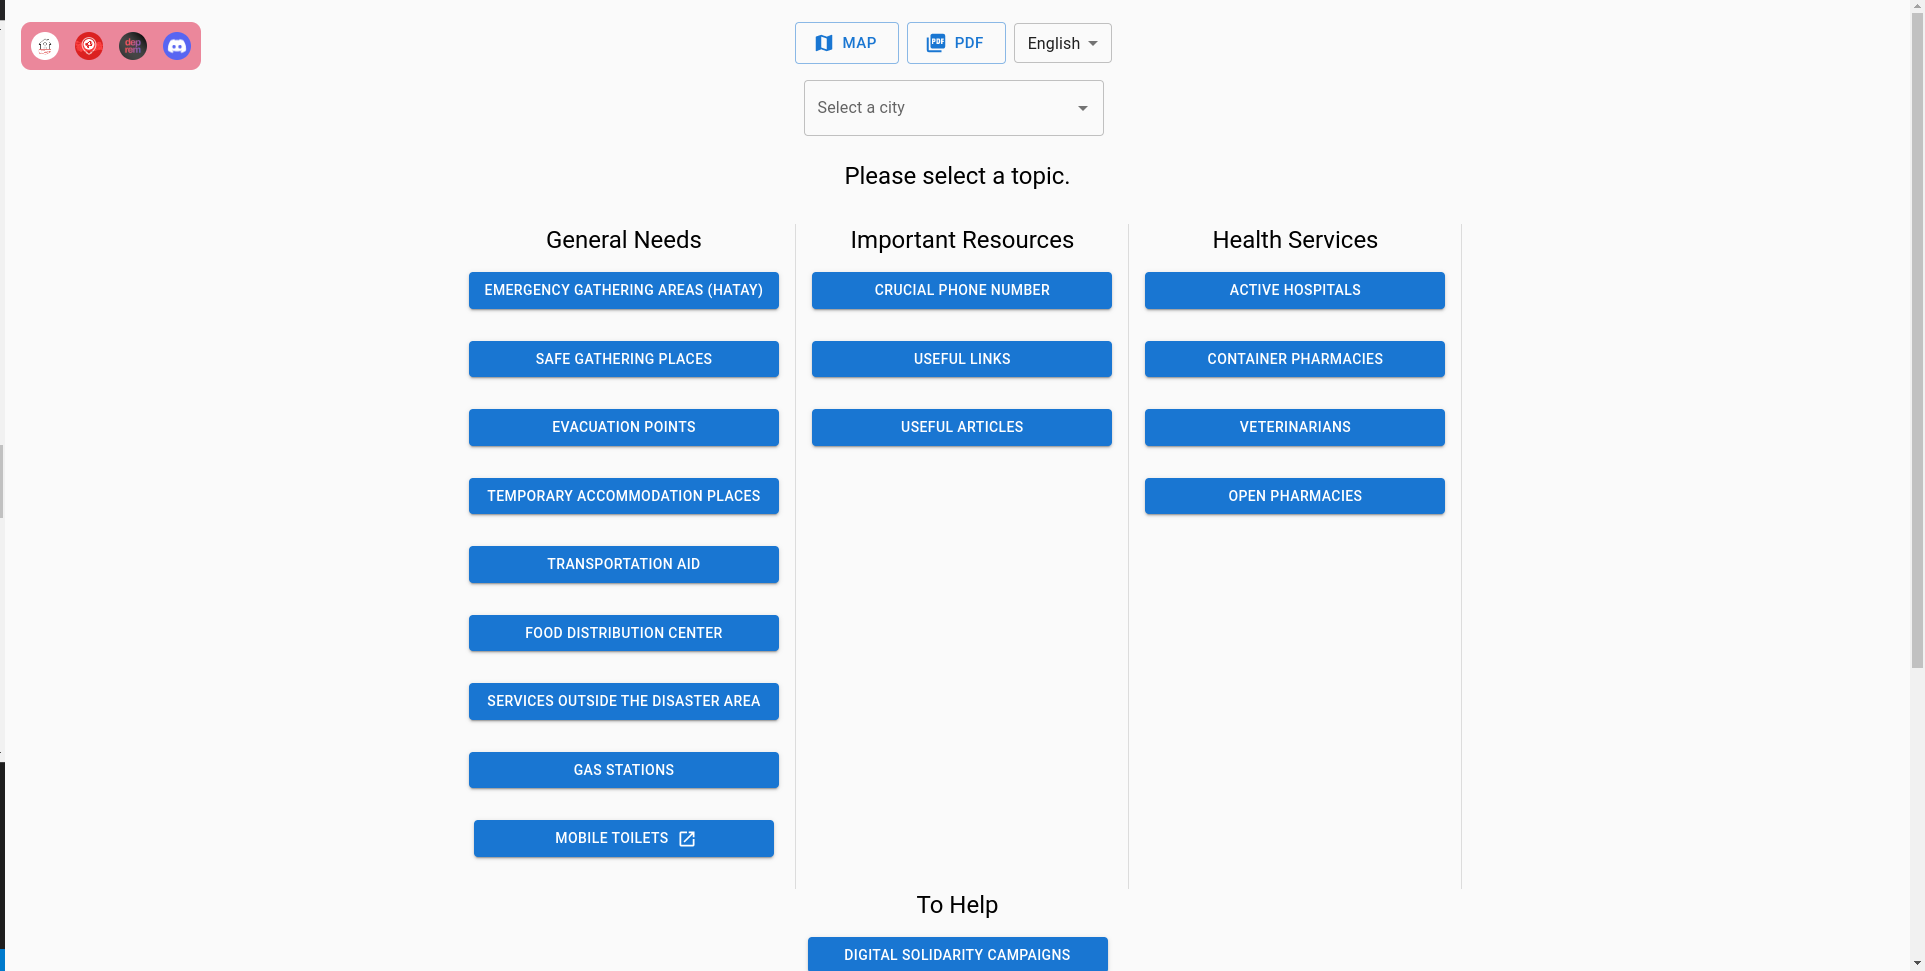 dep
rem
MAP
PDF
English
Select a city
Please select a topic.
General Needs
EMERGENCY GATHERING AREAS (HATAY)
SAFE GATHERING PLACES
EVACUATION POINTS
TEMPORARY ACCOMMODATION PLACES
TRANSPORTATION AID
FOOD DISTRIBUTION CENTER
SERVICES OUTSIDE THE DISASTER AREA
GAS STATIONS
MOBILE TOILETS
Important Resources
CRUCIAL PHONE NUMBER
USEFUL LINKS
USEFUL ARTICLES
Health Services
ACTIVE HOSPITALS
CONTAINER PHARMACIES
VETERINARIANS
OPEN PHARMACIES
To Help
DIGITAL SOLIDARITY CAMPAIGNS